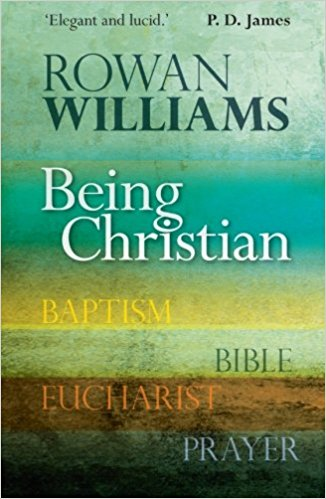 'Elegant and lucid.' P. D. James
ROWAN
WILLIAMS
Being
Christian
BAPTISM
BIBLE
EUCHARIST
PRAYER